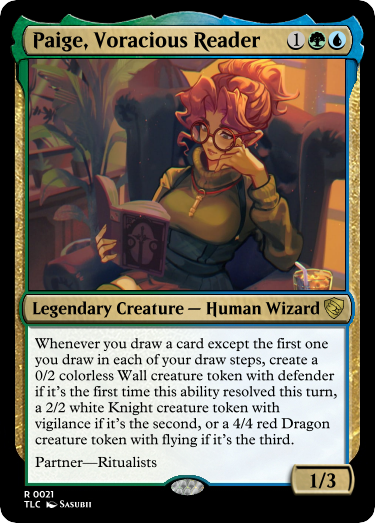 Paige, Voracious Reader 1
Legendary Creature — Human Wizard
Whenever you draw a card except the first one
you draw in each of your draw steps, create a
0/2 colorless Wall creature token with defender
if it's the first time this ability resolved this turn,
a 2/2 white Knight creature token with
vigilance if it's the second, or a 4/4 red Dragon
creature token with flying if it's the third.
Partner—Ritualists
1/3
R 0021
TLC Sasubii